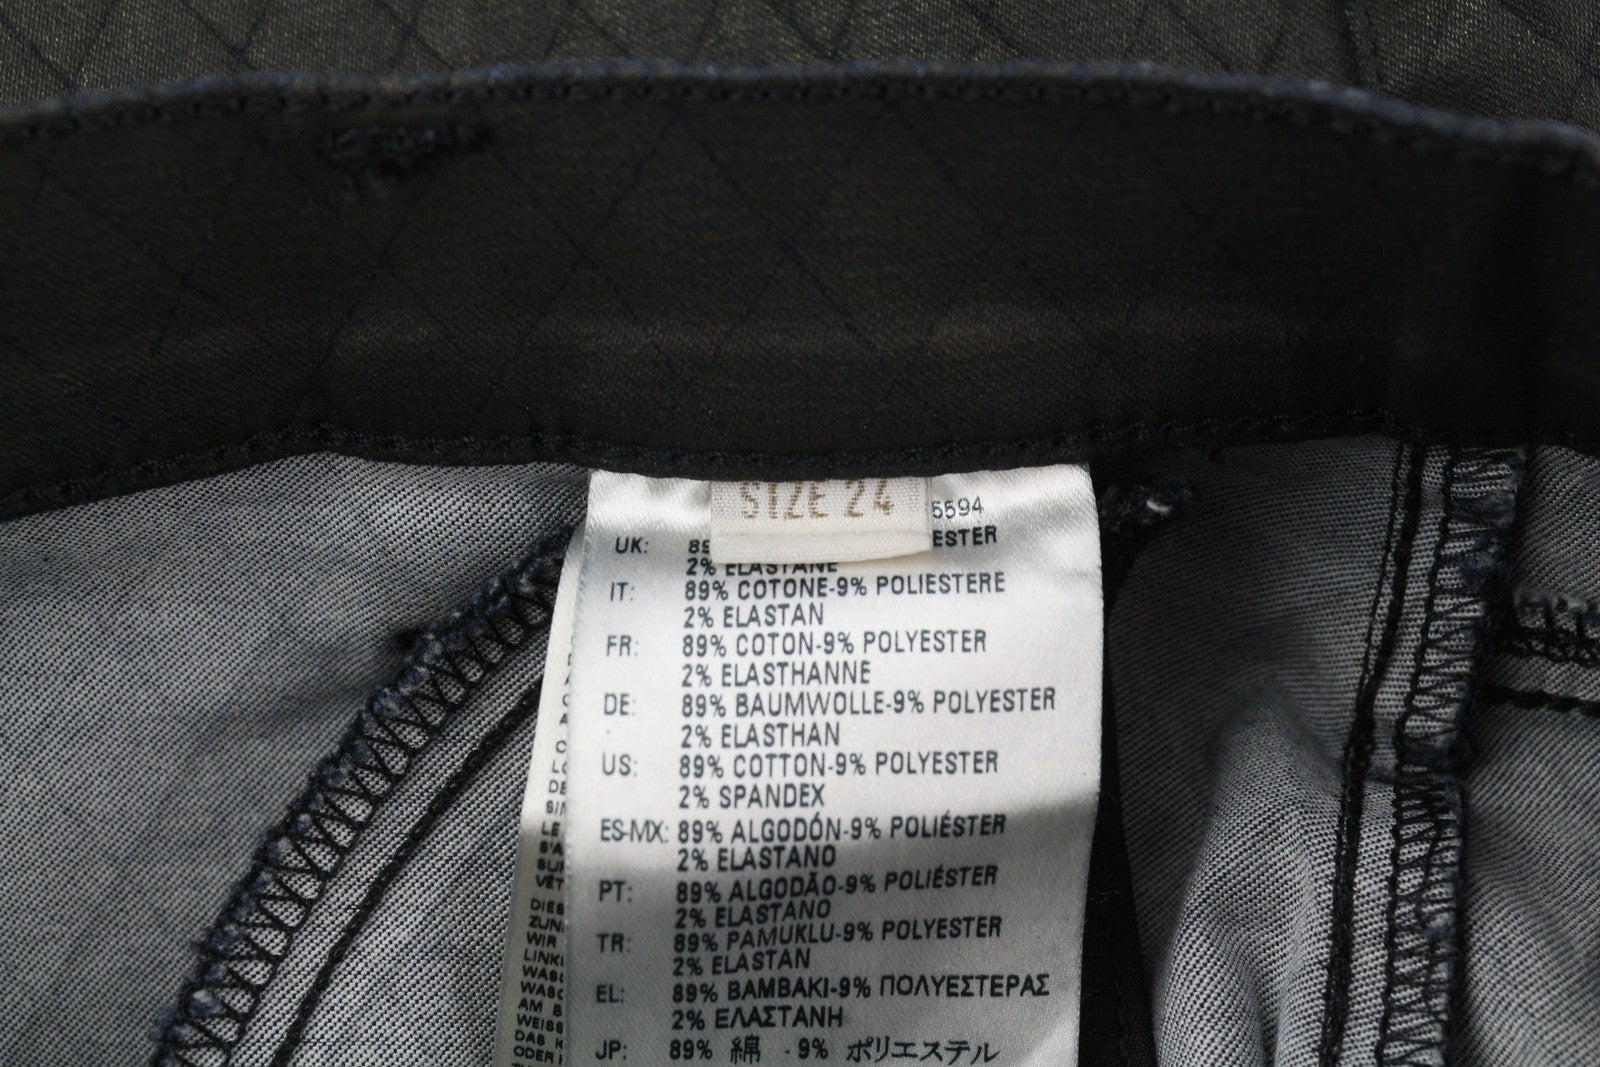 SIZE 24
5594
UK: 89 ESTER
2% ELASTANE
IT: 89% COTONE-9% POLIESTERE
2% ELASTAN
FR: 89% COTON-9% POLYESTER
2% ELASTHANNE
DE: 89% BAUMWOLLE-9% POLYESTER
2% ELASTHAN
US: 89% COTTON-9% POLYESTER
2% SPANDEX
ES-MX: 89% ALGODÓN-9% POLIÉSTER
2% ELASTANO
PT: 89% ALGODÃO-9% POLIÉSTER
2% ELASTANO
TR: 89% PAMUKLU-9% POLYESTER
2% ELASTAN
EL: 89% ΒΑΜΒΑΚΙ-9% ΠΟΛΥΕΣΤΕΡΑΣ
2% ΕΛΑΣΤΑΝΗ
JP: 89% 綿 -9% ポリエステル